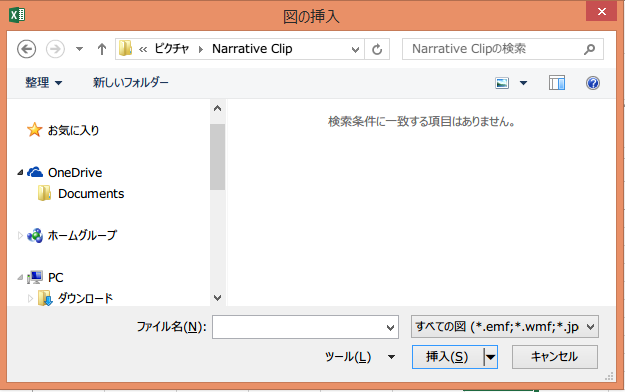 図の挿入
« ピクチャ Narrative Clip
Narrative Clipの検索
整理 新しいフォルダー
検索条件に一致する項目はありません。
お気に入り
OneDrive
Documents
ホームグループ
PC
ダウンロード
ファイル名(N):
すべての図 (*.emf;*.wmf;*.jp
ツール(L) 挿入(S) キャンセル